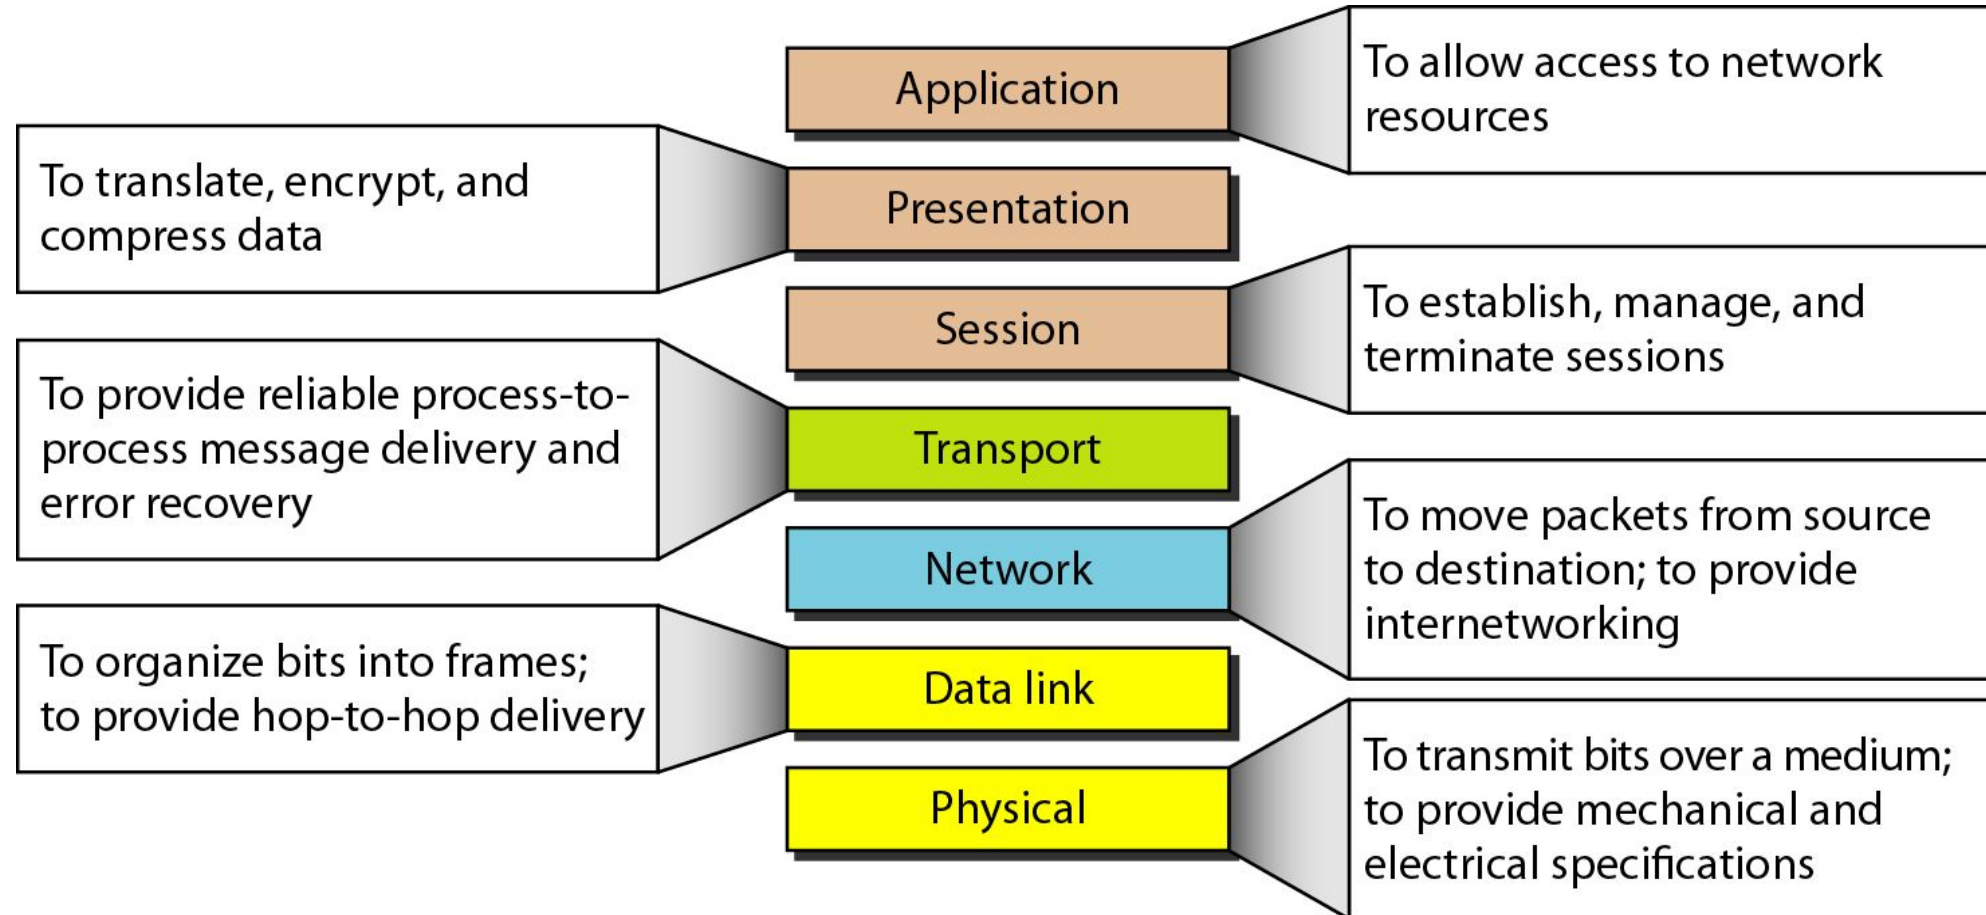 Application
To allow access to network
resources
To translate, encrypt, and
compress data
Presentation
Session
To establish, manage, and
terminate sessions
To provide reliable process-to-
process message delivery and
error recovery
Transport
Network
To move packets from source
to destination; to provide
internetworking
To organize bits into frames;
to provide hop-to-hop delivery
Data link
Physical
To transmit bits over a medium;
to provide mechanical and
electrical specifications